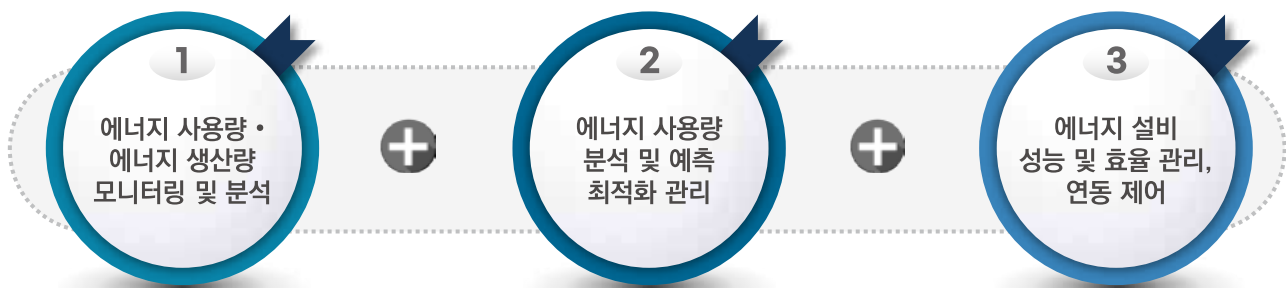 1
에너지 사용량 •
에너지 생산량
모니터링 및 분석
2
에너지 사용량
분석 및 예측
최적화 관리
3
에너지 설비
성능 및 효율 관리,
연동 제어